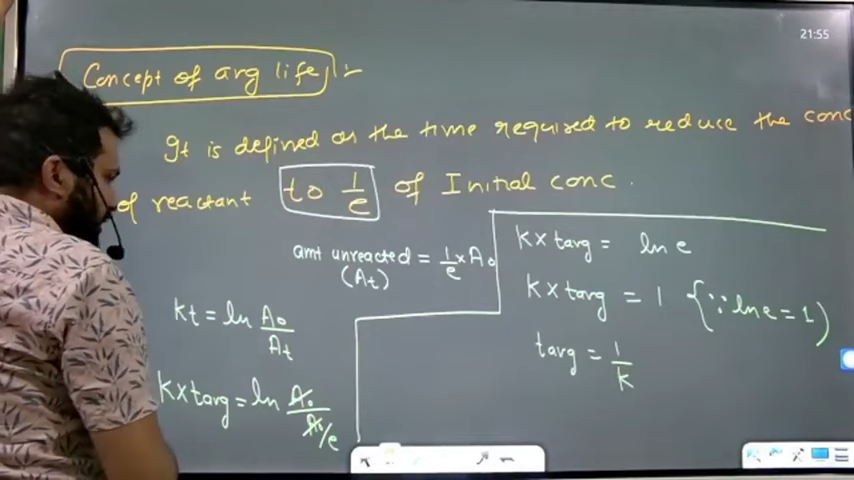 21:55
Concept of avg life :-
It is defined as the time required to reduce the conc
of reactant to 1/e of Initial conc.
amt unreacted = 1/e × A₀
(At)
kt = ln A₀/At
k × tavg = ln A₀/A₀/e
k × tavg = ln e
k × tavg = 1 {∵ ln e = 1)
tavg = 1/k